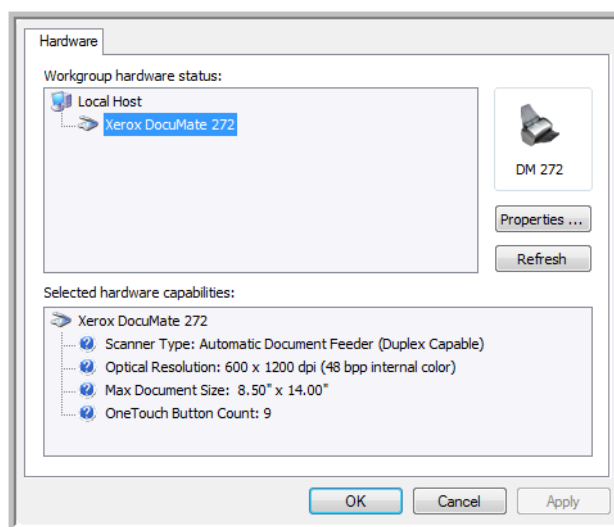 Hardware
Workgroup hardware status:
Local Host
Xerox DocuMate 272
DM 272
Properties ...
Refresh
Selected hardware capabilities:
Xerox DocuMate 272
Scanner Type: Automatic Document Feeder (Duplex Capable)
Optical Resolution: 600 x 1200 dpi (48 bpp internal color)
Max Document Size: 8.50" x 14.00"
OneTouch Button Count: 9
OK Cancel Apply